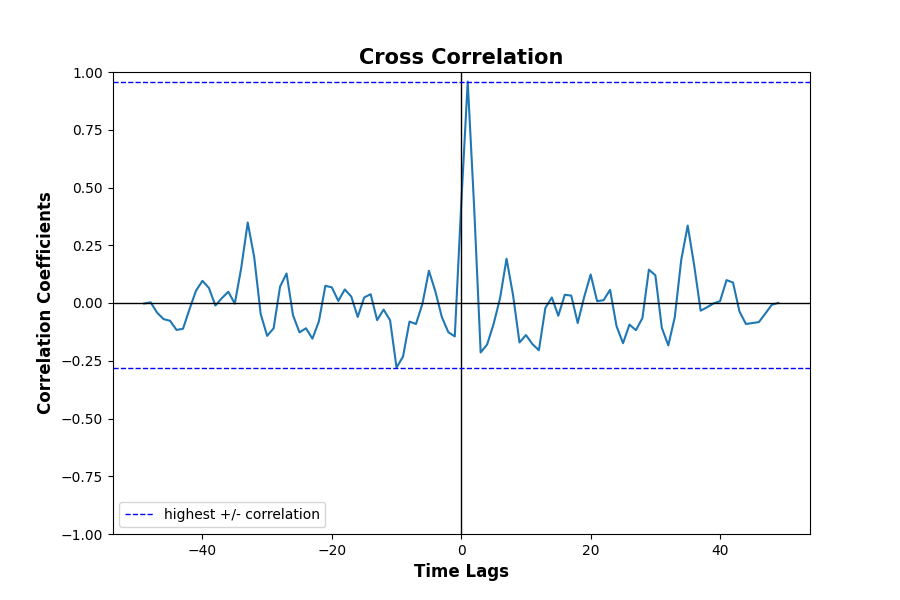 Cross Correlation
1.00
0.75
0.50
0.25
0.00
−0.25
−0.50
−0.75
−1.00
Correlation Coefficients
highest +/- correlation
−40 −20 0 20 40
Time Lags